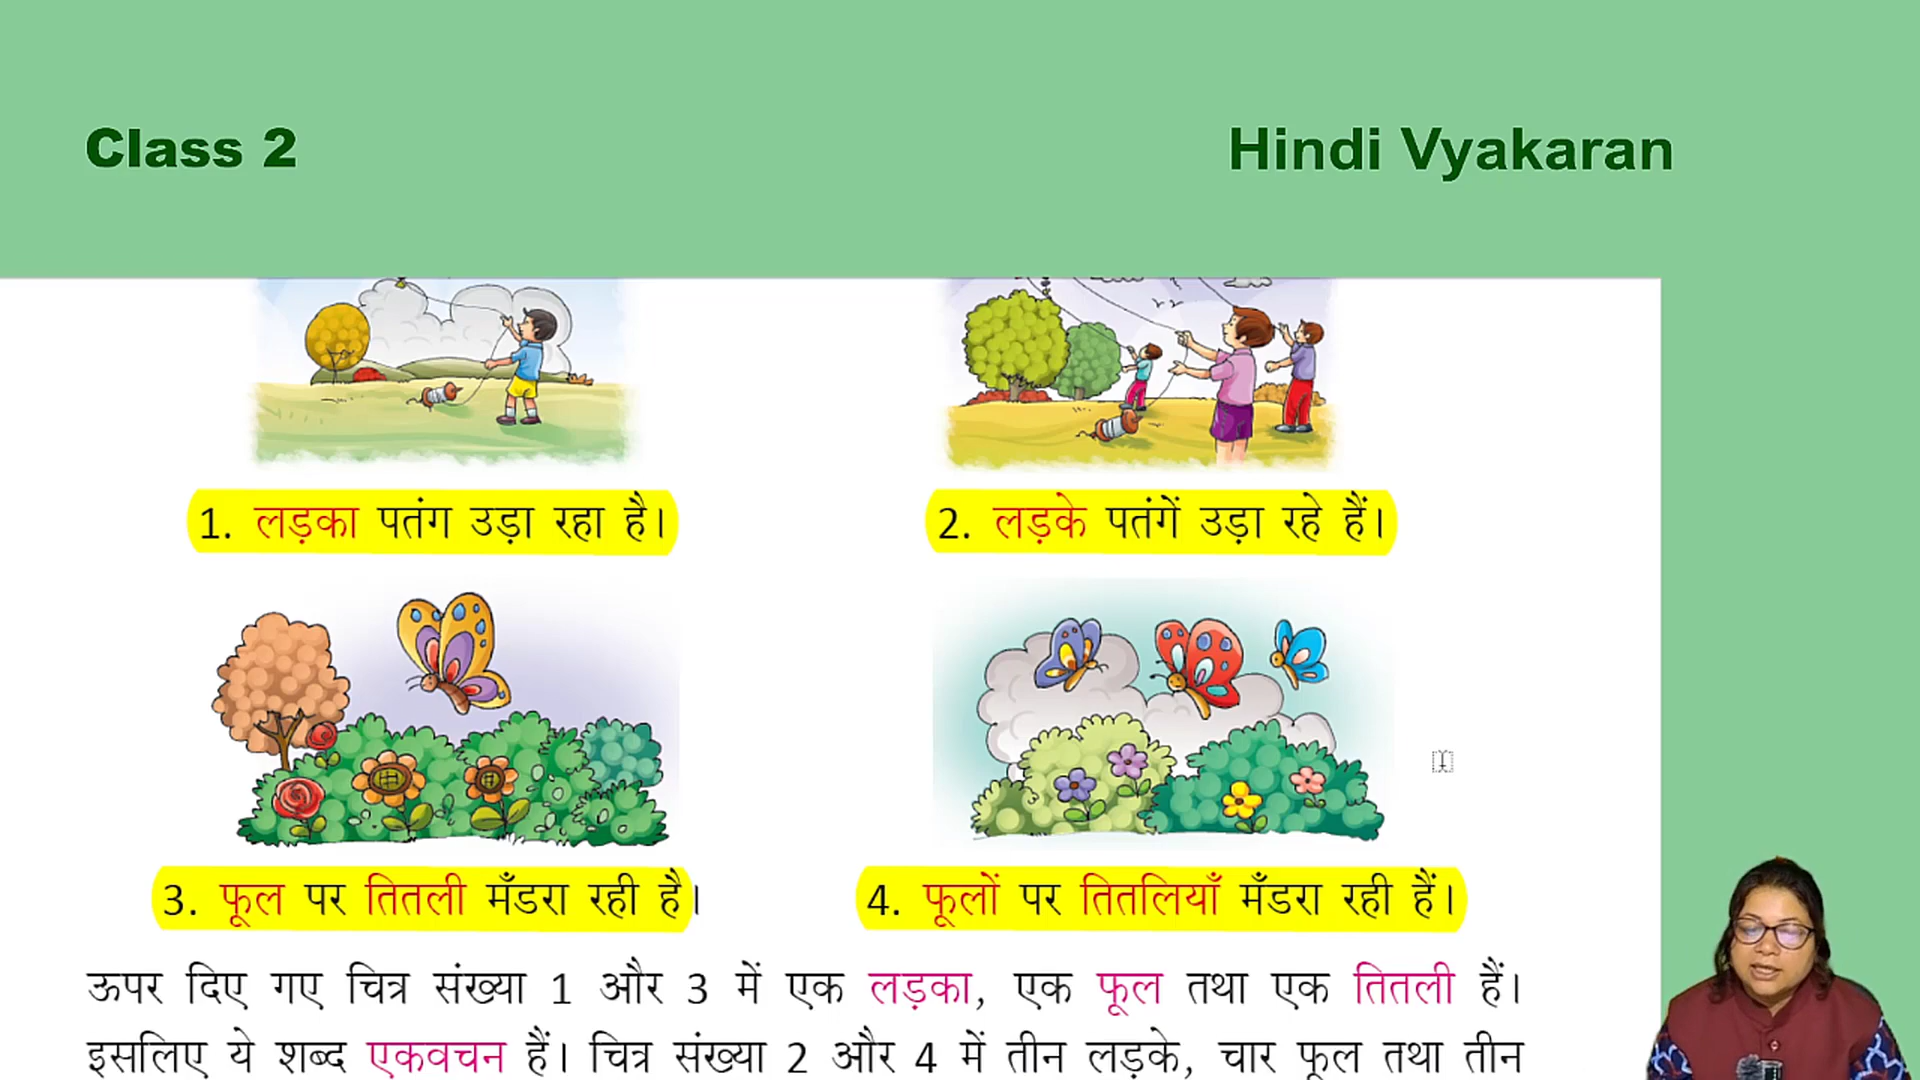 Class 2
Hindi Vyakaran
1. लड़का पतंग उड़ा रहा है।
2. लड़के पतंगें उड़ा रहे हैं।
3. फूल पर तितली मँडरा रही है।
4. फूलों पर तितलियाँ मँडरा रही हैं।
ऊपर दिए गए चित्र संख्या 1 और 3 में एक लड़का, एक फूल तथा एक तितली हैं।
इसलिए ये शब्द एकवचन हैं। चित्र संख्या 2 और 4 में तीन लड़के, चार फूल तथा तीन